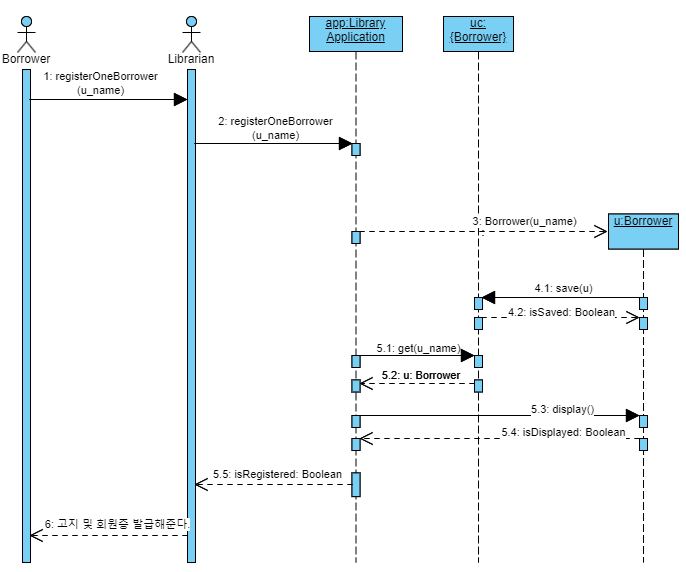 app:Library
Application
uc:
{Borrower}
Borrower
Librarian
1: registerOneBorrower
(u_name)
2: registerOneBorrower
(u_name)
3: Borrower(u_name)
u:Borrower
4.1: save(u)
4.2: isSaved: Boolean
5.1: get(u_name)
5.2: u: Borrower
5.3: display()
5.4: isDisplayed: Boolean
5.5: isRegistered: Boolean
6: 고지 및 회원증 발급해준다.